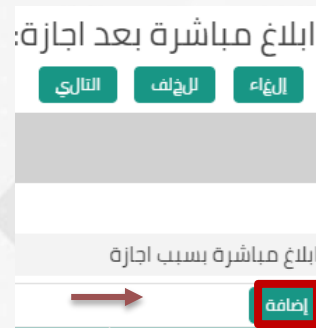 ابلاغ مباشرة بعد اجازة:
إلغاء للخلف التالي
ابلاغ مباشرة بسبب اجازة
إضافة